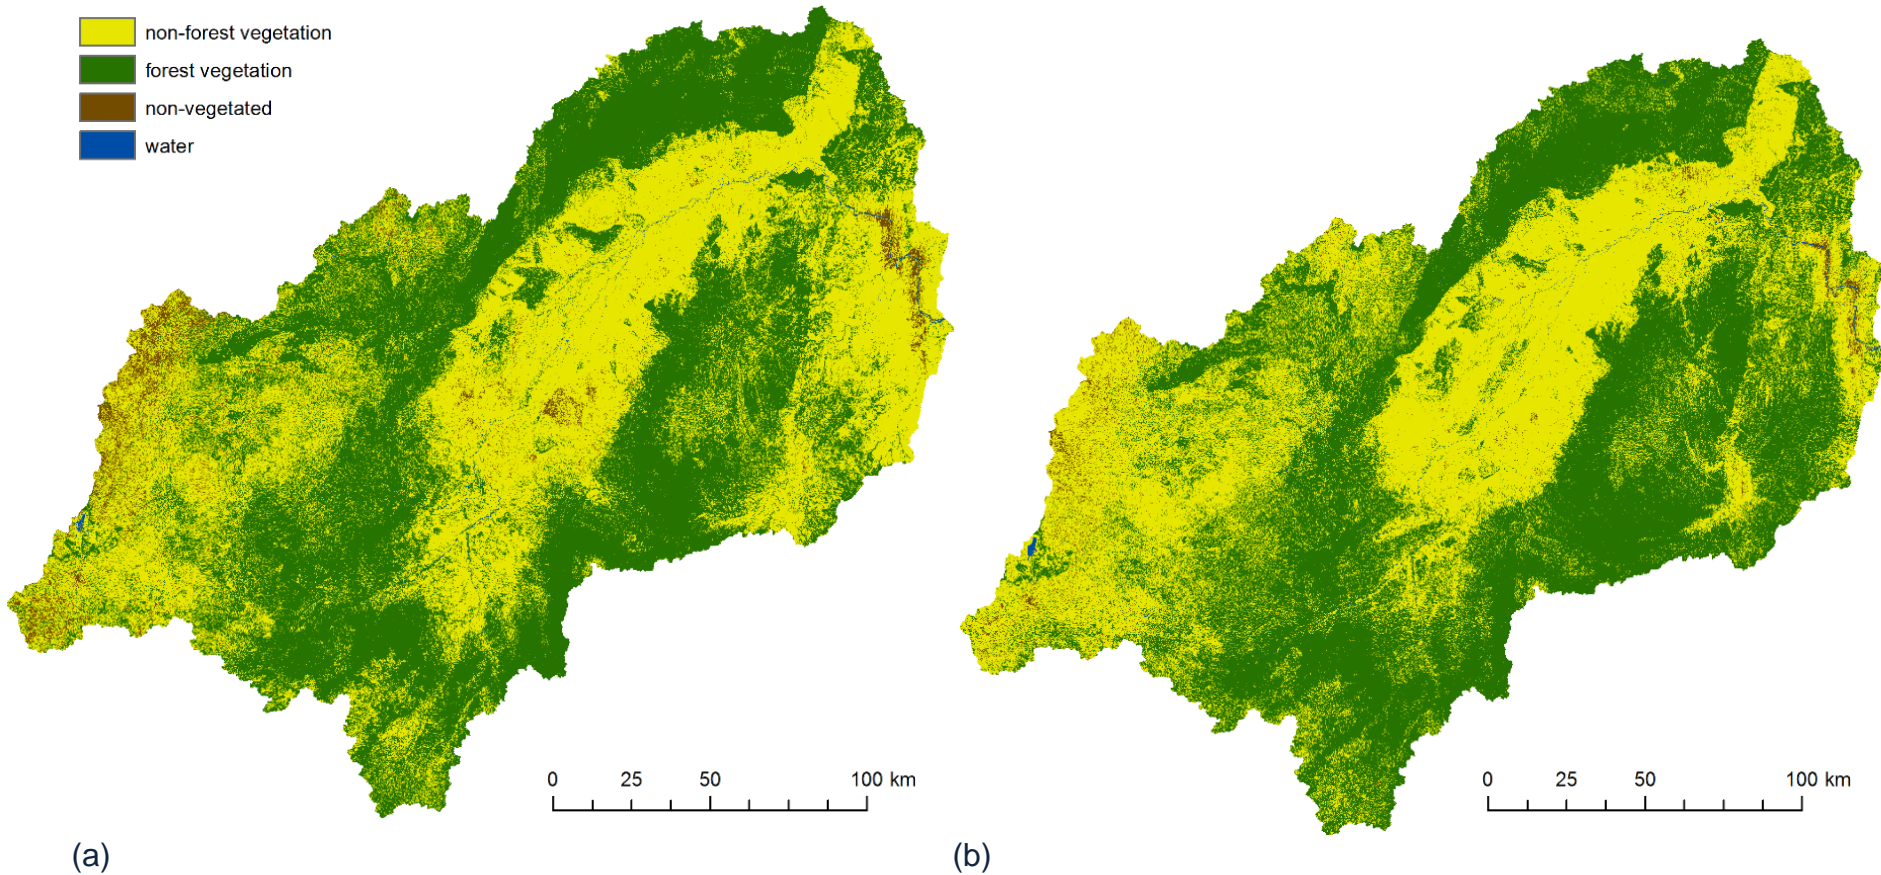 non-forest vegetation
forest vegetation
non-vegetated
water
0 25 50 100 km
0 25 50 100 km
(a)
(b)